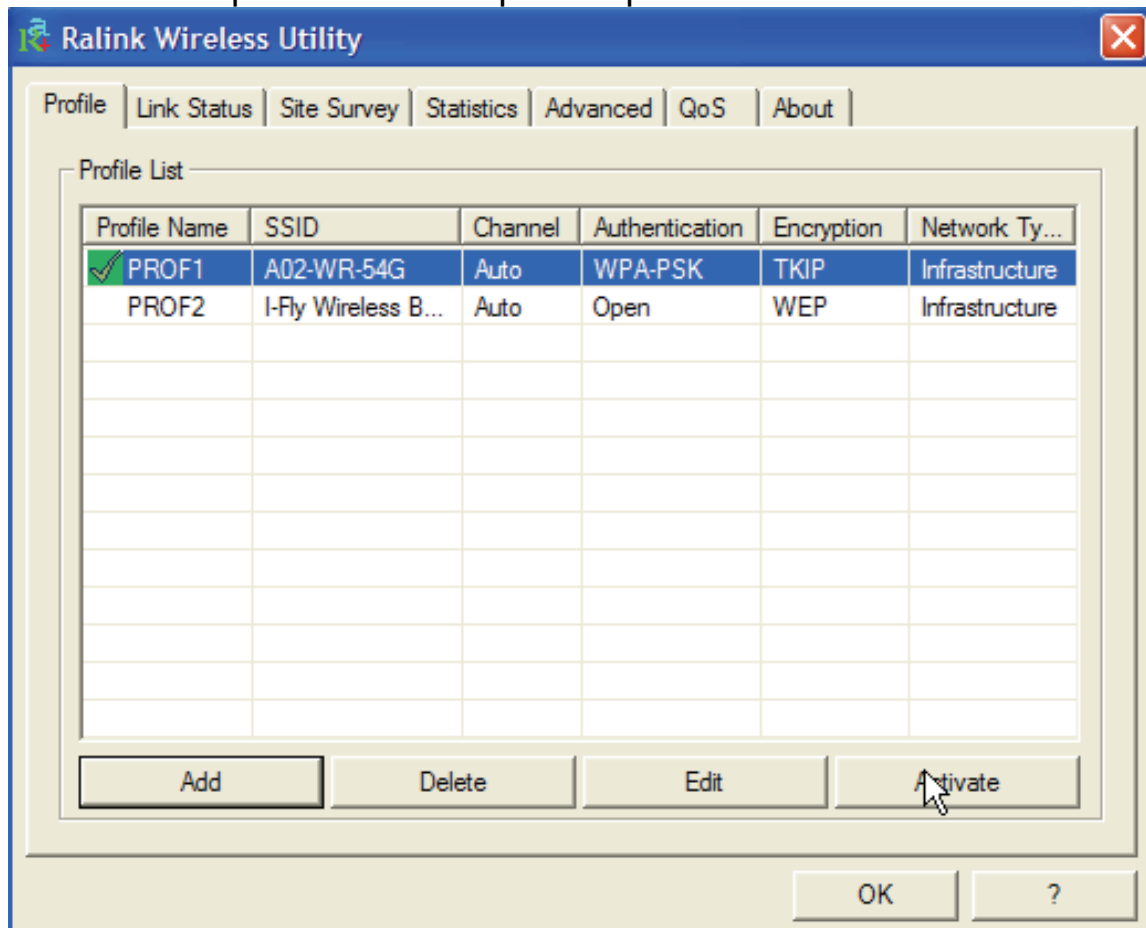 Ralink Wireless Utility
Profile Link Status Site Survey Statistics Advanced QoS About
Profile List
Profile Name SSID Channel Authentication Encryption Network Ty...
PROF1 A02-WR-54G Auto WPA-PSK TKIP Infrastructure
PROF2 I-Fly Wireless B... Auto Open WEP Infrastructure
Add Delete Edit Activate
OK ?